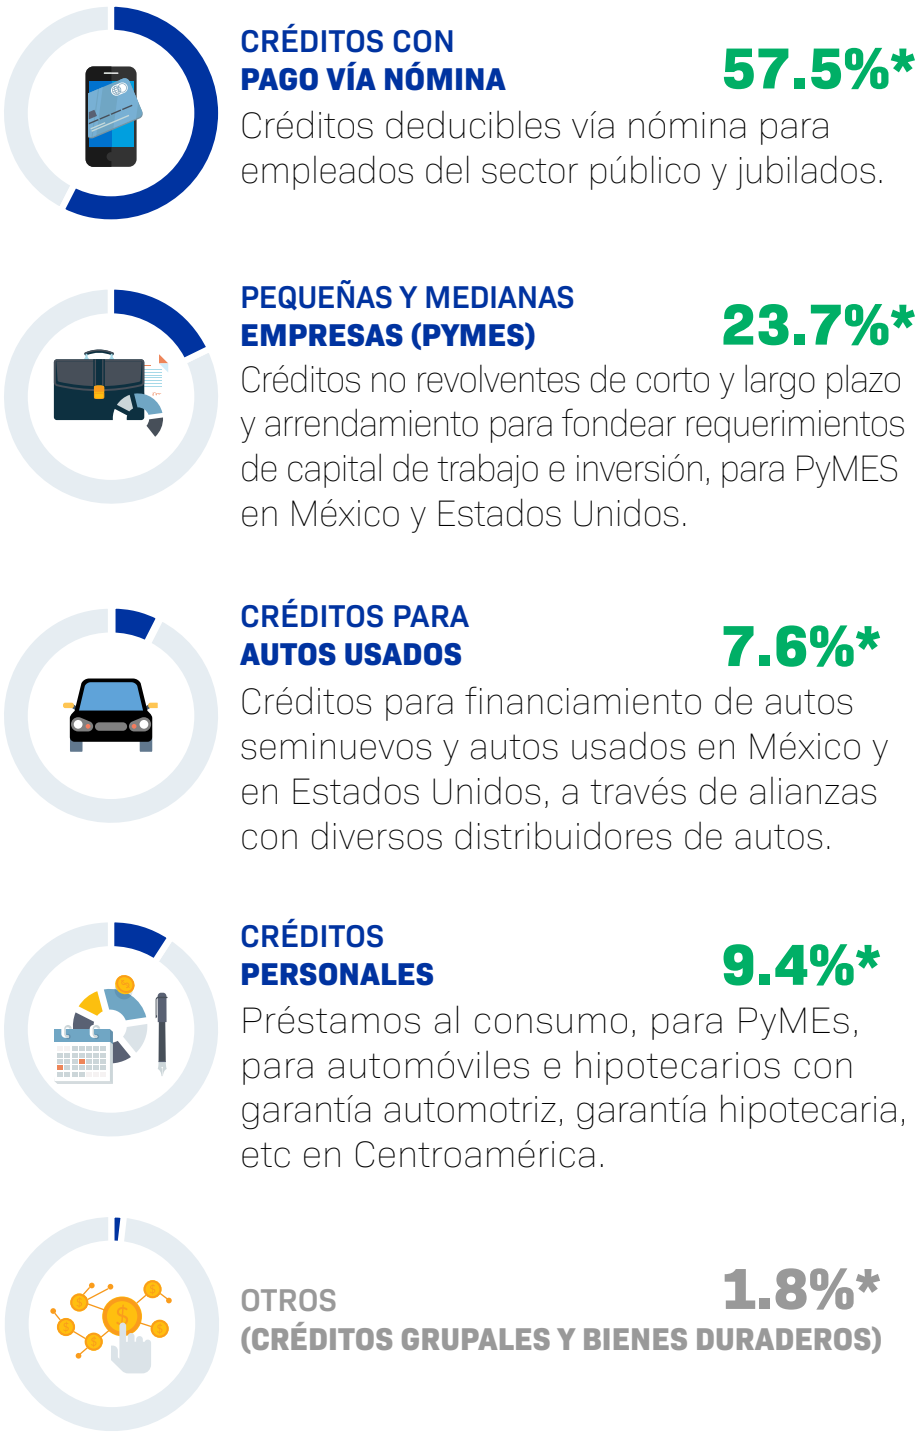 CRÉDITOS CON
PAGO VÍA NÓMINA
57.5%*
Créditos deducibles vía nómina para
empleados del sector público y jubilados.
PEQUEÑAS Y MEDIANAS
EMPRESAS (PYMES)
23.7%*
Créditos no revolventes de corto y largo plazo
y arrendamiento para fondear requerimientos
de capital de trabajo e inversión, para PyMES
en México y Estados Unidos.
CRÉDITOS PARA
AUTOS USADOS
7.6%*
Créditos para financiamiento de autos
seminuevos y autos usados en México y
en Estados Unidos, a través de alianzas
con diversos distribuidores de autos.
CRÉDITOS
PERSONALES
9.4%*
Préstamos al consumo, para PyMEs,
para automóviles e hipotecarios con
garantía automotriz, garantía hipotecaria,
etc en Centroamérica.
OTROS
1.8%*
(CRÉDITOS GRUPALES Y BIENES DURADEROS)